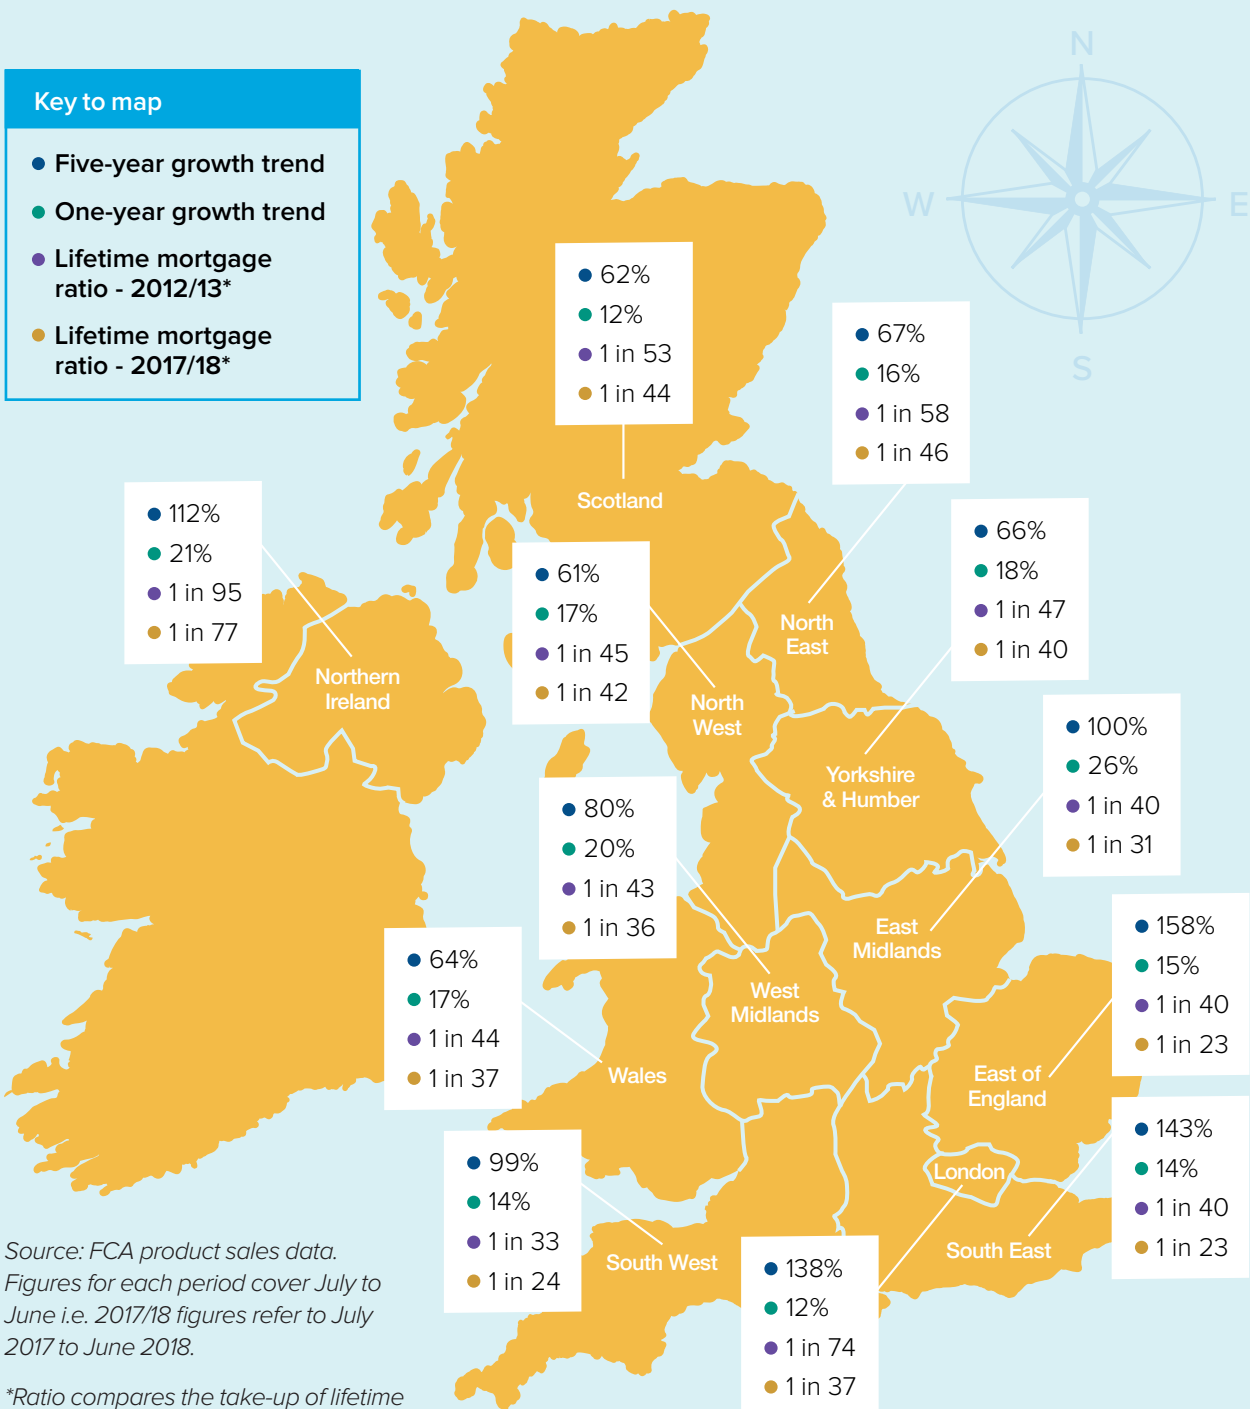 N
W
E
S
Key to map
Five-year growth trend
One-year growth trend
Lifetime mortgage
ratio - 2012/13*
Lifetime mortgage
ratio - 2017/18*
62%
12%
1 in 53
1 in 44
Scotland
67%
16%
1 in 58
1 in 46
North
East
112%
21%
1 in 95
1 in 77
Northern
Ireland
61%
17%
1 in 45
1 in 42
North
West
66%
18%
1 in 47
1 in 40
Yorkshire
& Humber
100%
26%
1 in 40
1 in 31
East
Midlands
80%
20%
1 in 43
1 in 36
West
Midlands
64%
17%
1 in 44
1 in 37
Wales
158%
15%
1 in 40
1 in 23
East of
England
143%
14%
1 in 40
1 in 23
South East
99%
14%
1 in 33
1 in 24
South West
138%
12%
1 in 74
1 in 37
London
Source: FCA product sales data.
Figures for each period cover July to
June i.e. 2017/18 figures refer to July
2017 to June 2018.
*Ratio compares the take-up of lifetime